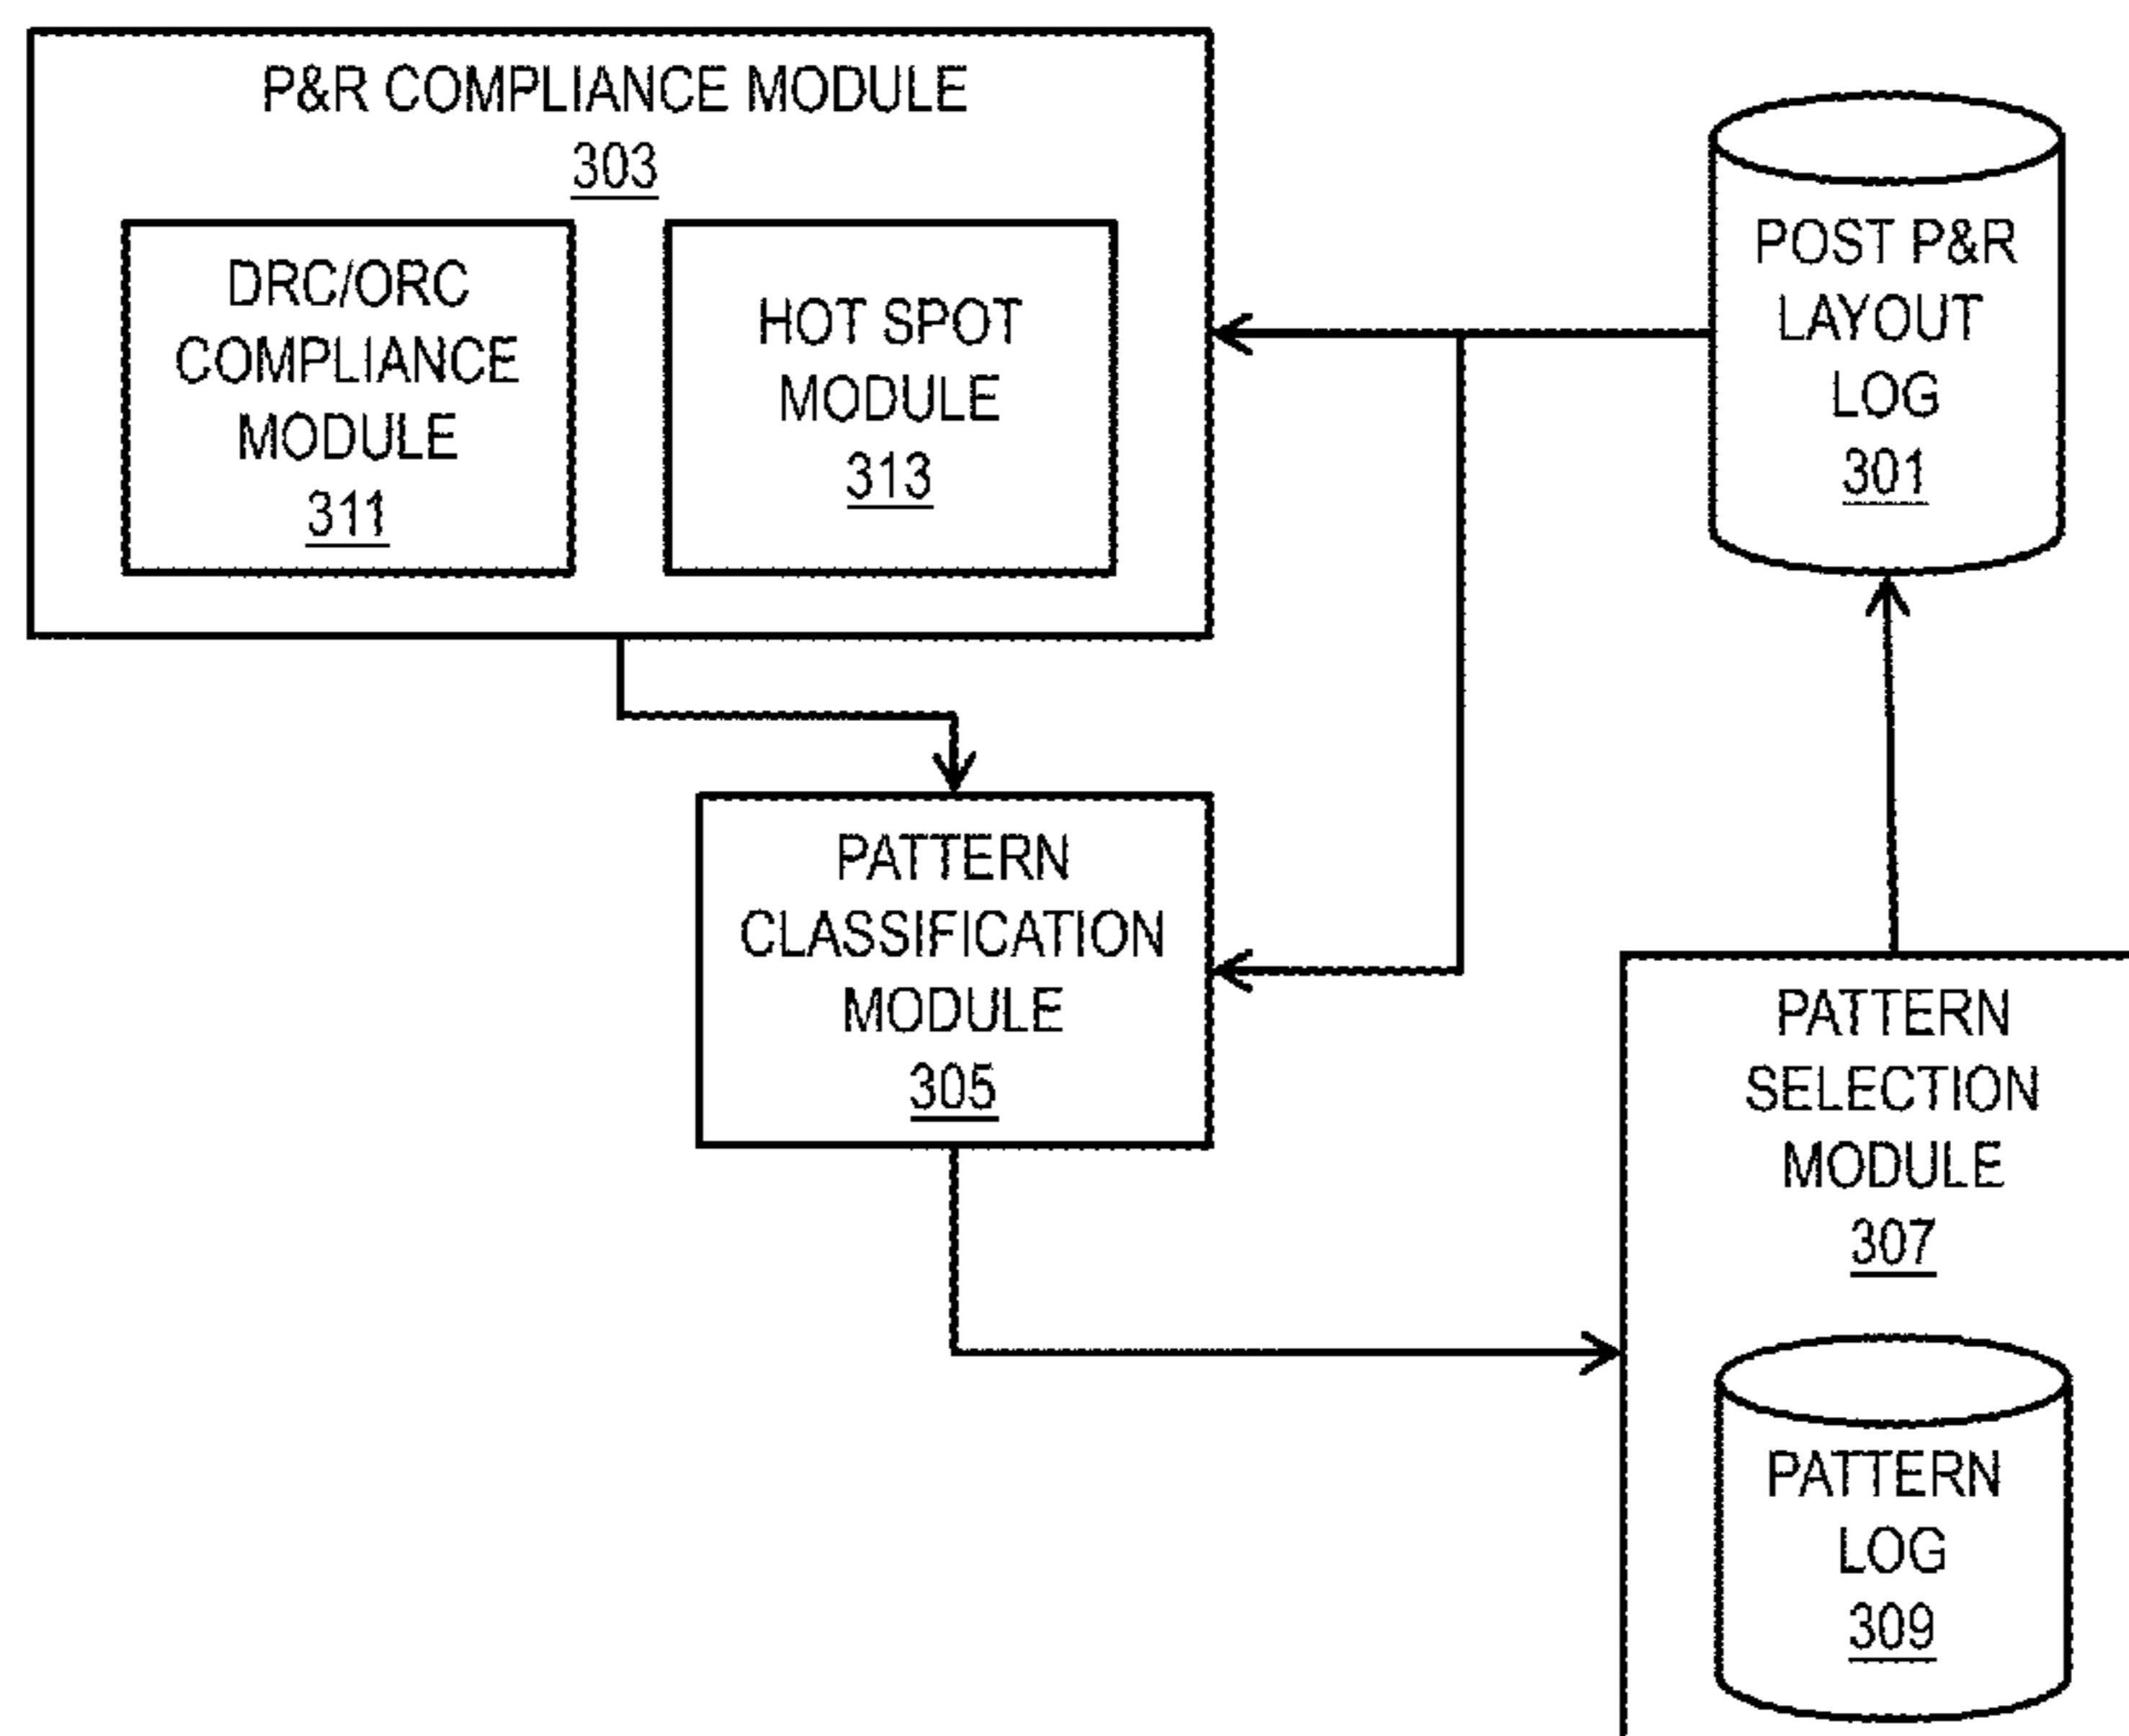 P&R COMPLIANCE MODULE
303
DRC/ORC
COMPLIANCE
MODULE
311
HOT SPOT
MODULE
313
POST P&R
LAYOUT
LOG
301
PATTERN
CLASSIFICATION
MODULE
305
PATTERN
SELECTION
MODULE
307
PATTERN
LOG
309